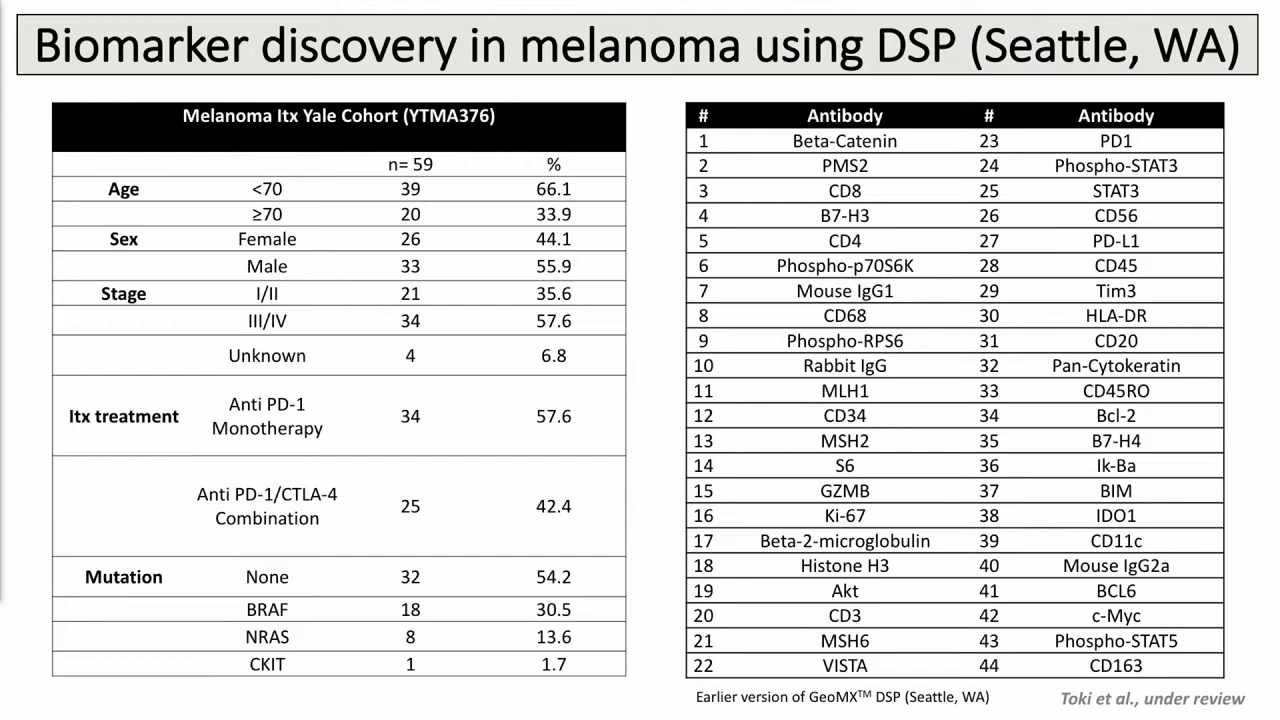 Biomarker discovery in melanoma using DSP (Seattle, WA)
Melanoma Itx Yale Cohort (YTMA376)
n= 59 %
Age <70 39 66.1
≥70 20 33.9
Sex Female 26 44.1
Male 33 55.9
Stage I/II 21 35.6
III/IV 34 57.6
Unknown 4 6.8
Itx treatment Anti PD-1 Monotherapy 34 57.6
Anti PD-1/CTLA-4 Combination 25 42.4
Mutation None 32 54.2
BRAF 18 30.5
NRAS 8 13.6
CKIT 1 1.7
# Antibody # Antibody
1 Beta-Catenin 23 PD1
2 PMS2 24 Phospho-STAT3
3 CD8 25 STAT3
4 B7-H3 26 CD56
5 CD4 27 PD-L1
6 Phospho-p70S6K 28 CD45
7 Mouse IgG1 29 Tim3
8 CD68 30 HLA-DR
9 Phospho-RPS6 31 CD20
10 Rabbit IgG 32 Pan-Cytokeratin
11 MLH1 33 CD45RO
12 CD34 34 Bcl-2
13 MSH2 35 B7-H4
14 S6 36 Ik-Ba
15 GZMB 37 BIM
16 Ki-67 38 IDO1
17 Beta-2-microglobulin 39 CD11c
18 Histone H3 40 Mouse IgG2a
19 Akt 41 BCL6
20 CD3 42 c-Myc
21 MSH6 43 Phospho-STAT5
22 VISTA 44 CD163
Earlier version of GeoMX™ DSP (Seattle, WA)
Toki et al., under review